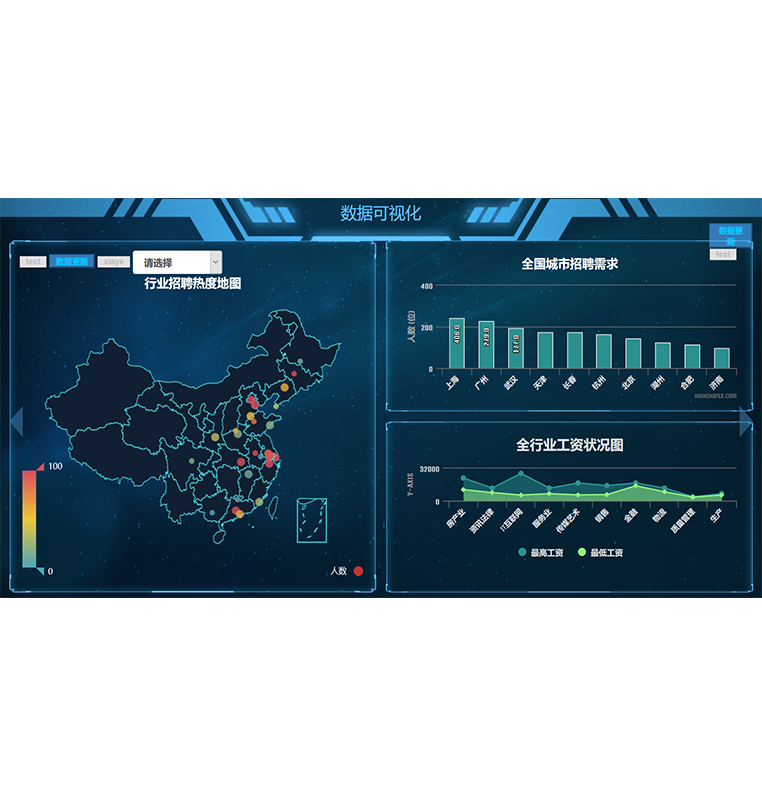 数据可视化
test
数据更新
xiaye
请选择
行业招聘热度地图
100
0
人数
数据更
新
test
全国城市招聘需求
人数 (位)
400
200
0
上海
广州
武汉
天津
长春
杭州
北京
湖州
合肥
济南
HIGHCHARTS.COM
全行业工资状况图
Y-AXIS
32000
0
房产业
资讯法律
IT互联网
服务业
传媒艺术
销售
金融
物流
质量管理
生产
最高工资
最低工资